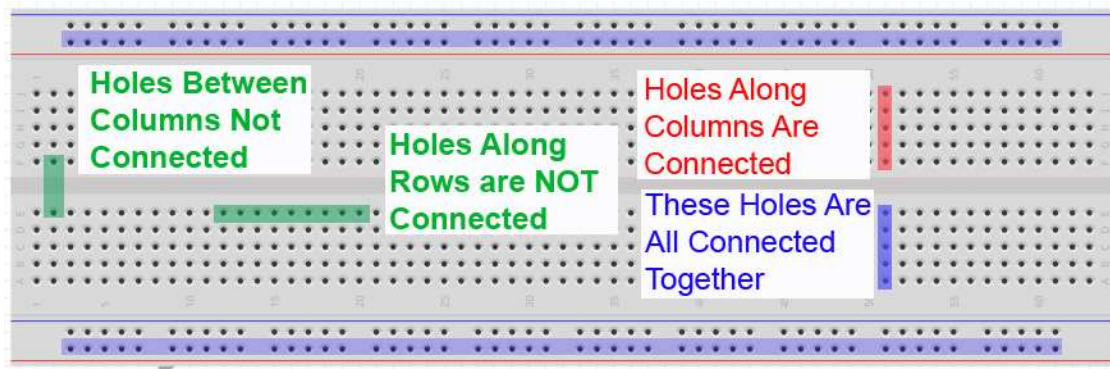 Holes Between
Columns Not
Connected
Holes Along
Rows are NOT
Connected
Holes Along
Columns Are
Connected
These Holes Are
All Connected
Together